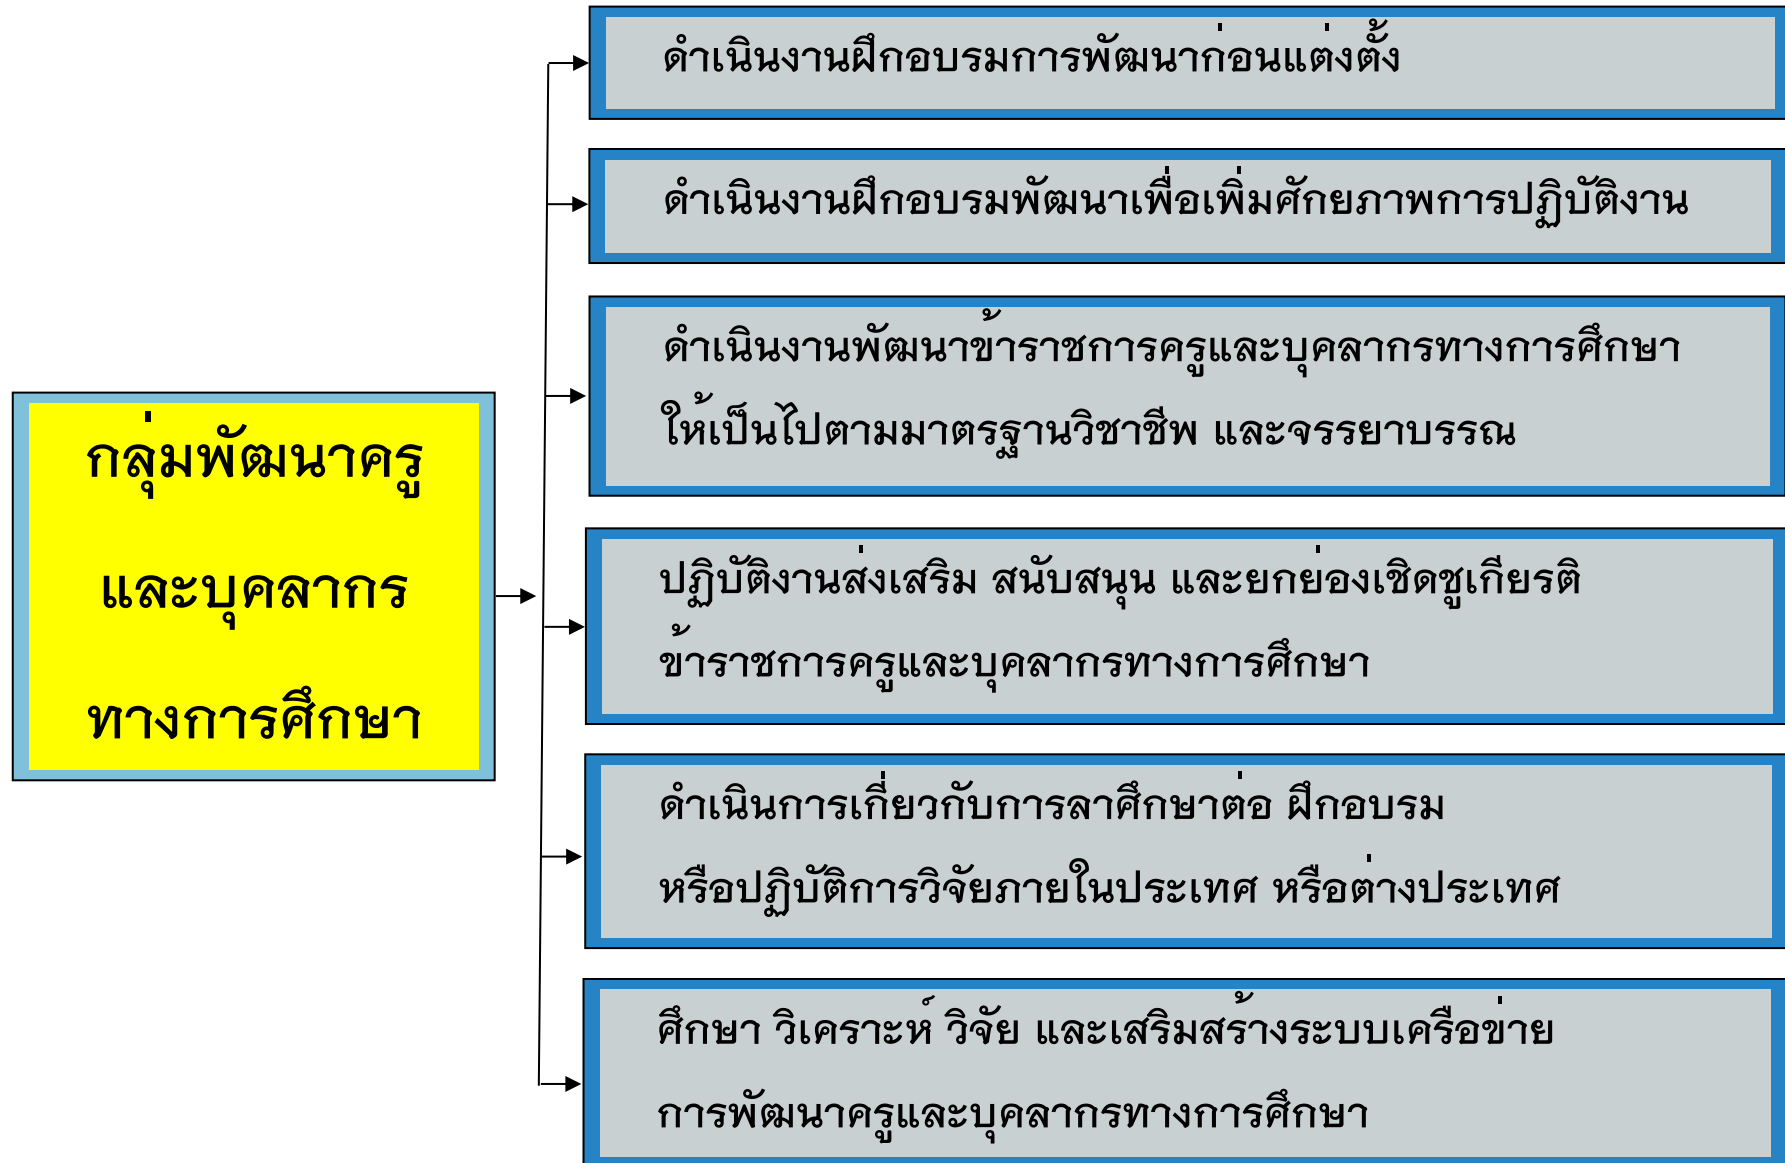 กลุ่มพัฒนาครู
และบุคลากร
ทางการศึกษา
ดำเนินงานฝึกอบรมการพัฒนาก่อนแต่งตั้ง
ดำเนินงานฝึกอบรมพัฒนาเพื่อเพิ่มศักยภาพการปฏิบัติงาน
ดำเนินงานพัฒนาข้าราชการครูและบุคลากรทางการศึกษา
ให้เป็นไปตามมาตรฐานวิชาชีพ และจรรยาบรรณ
ปฏิบัติงานส่งเสริม สนับสนุน และยกย่องเชิดชูเกียรติ
ข้าราชการครูและบุคลากรทางการศึกษา
ดำเนินการเกี่ยวกับการลาศึกษาต่อ ฝึกอบรม
หรือปฏิบัติการวิจัยภายในประเทศ หรือต่างประเทศ
ศึกษา วิเคราะห์ วิจัย และเสริมสร้างระบบเครือข่าย
การพัฒนาครูและบุคลากรทางการศึกษา